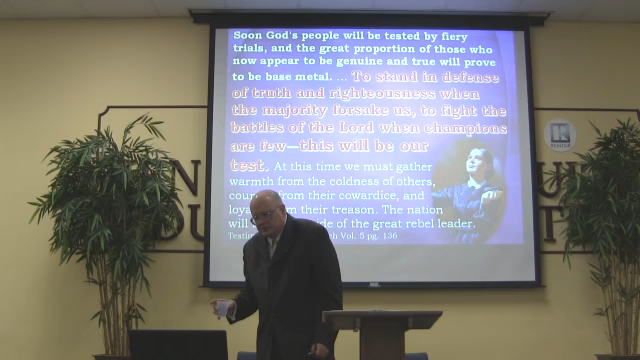 Soon God's people will be tested by fiery
trials, and the great proportion of those who
now appear to be genuine and true will prove
to be base metal. ... To stand in defense
of truth and righteousness when
the majority forsake us, to fight the
battles of the Lord when champions
are few—this will be our
test. At this time we must gather
warmth from the coldness of others,
from their cowardice, and
their treason. The nation
will of the great rebel leader.
Vol. 5 pg. 136
REALTOR